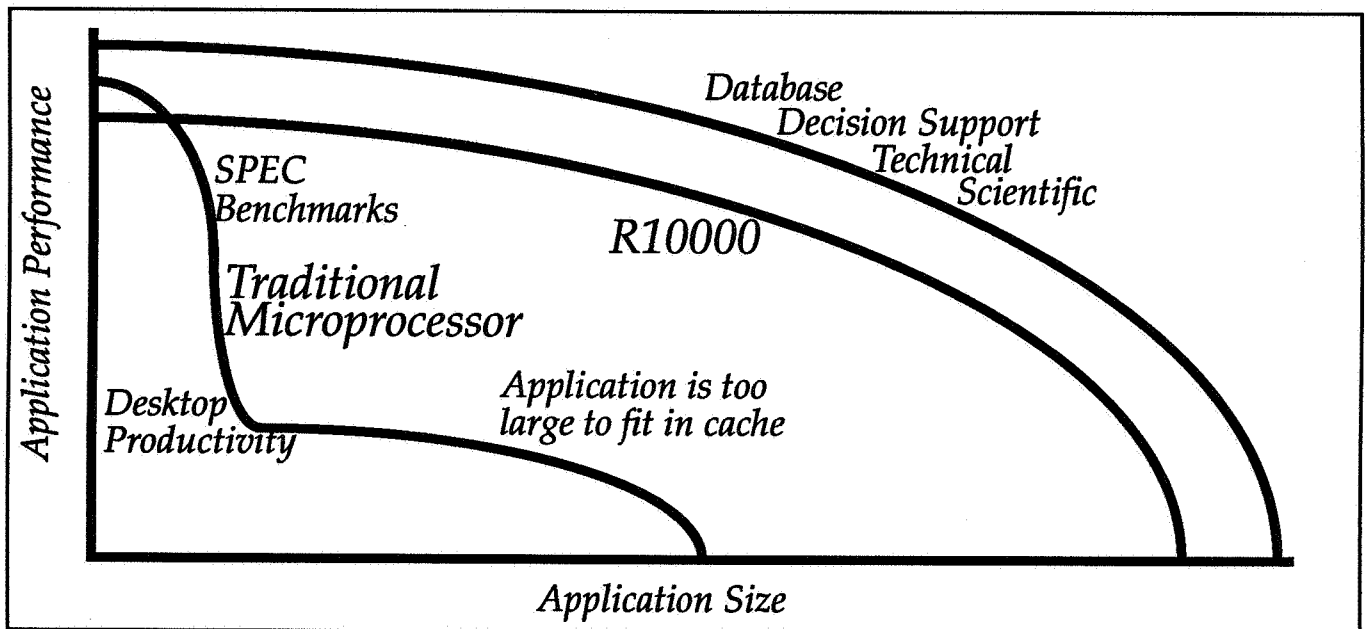 Application Performance
Database
Decision Support
Technical
Scientific
SPEC
Benchmarks
R10000
Traditional
Microprocessor
Desktop
Productivity
Application is too
large to fit in cache
Application Size